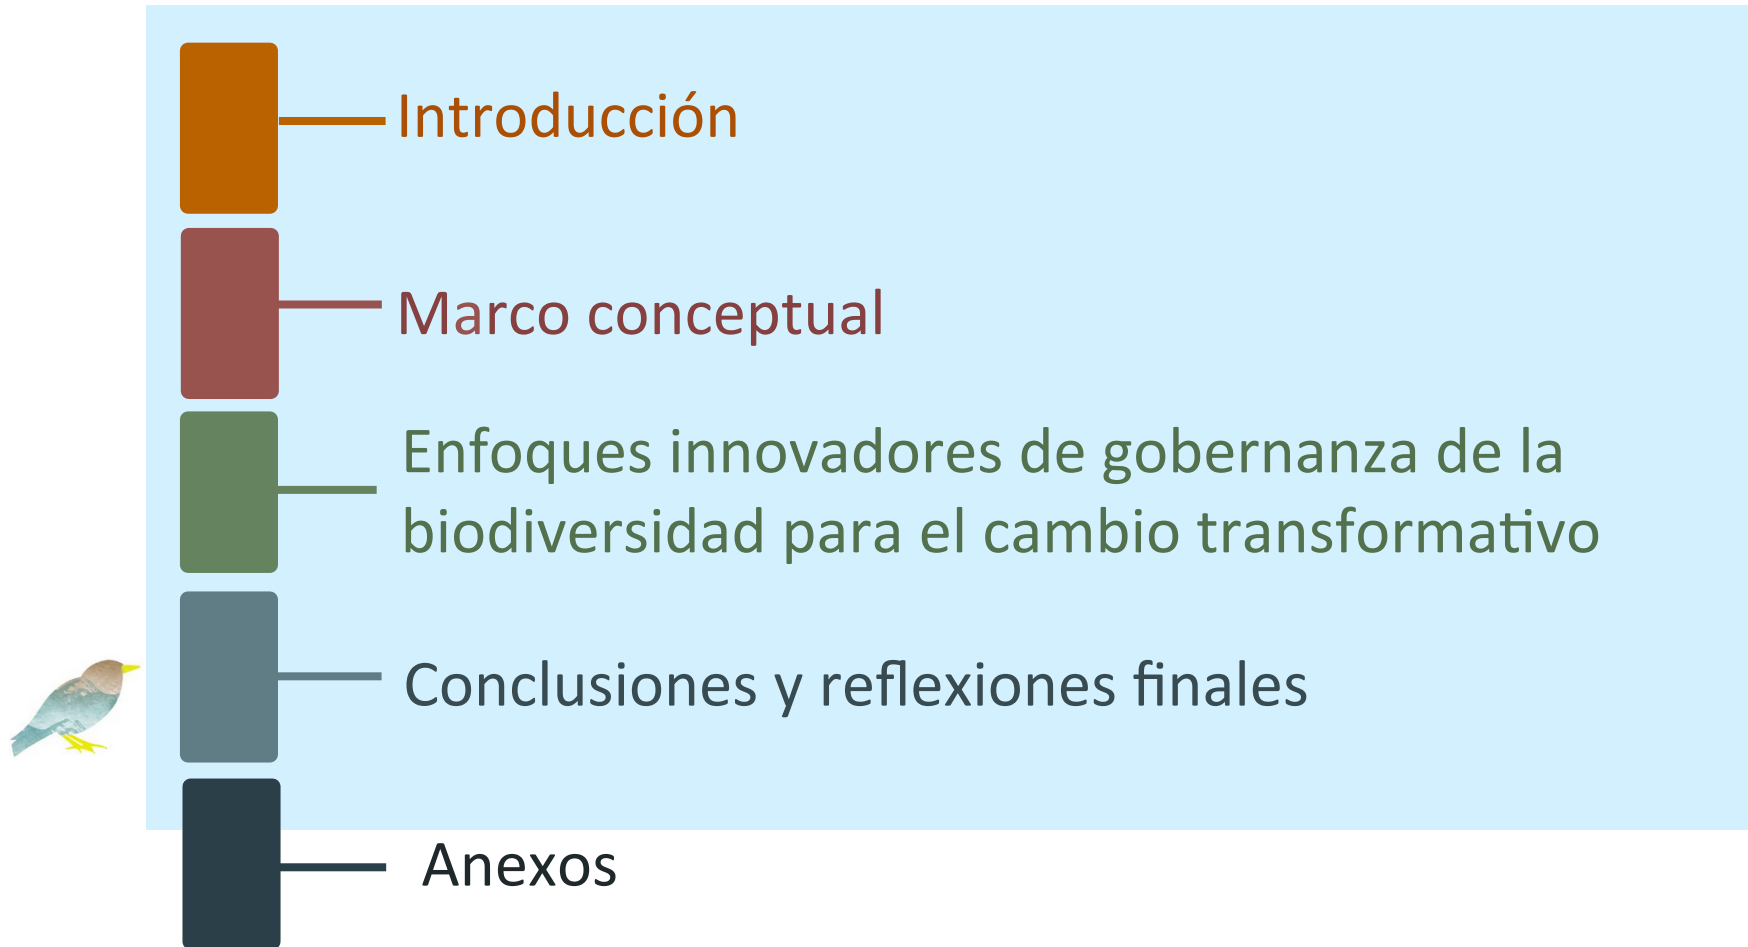 Introducción
Marco conceptual
Enfoques innovadores de gobernanza de la
biodiversidad para el cambio transformativo
Conclusiones y reflexiones finales
Anexos